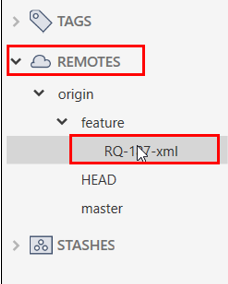 TAGS
REMOTES
origin
feature
HEAD
master
STASHES